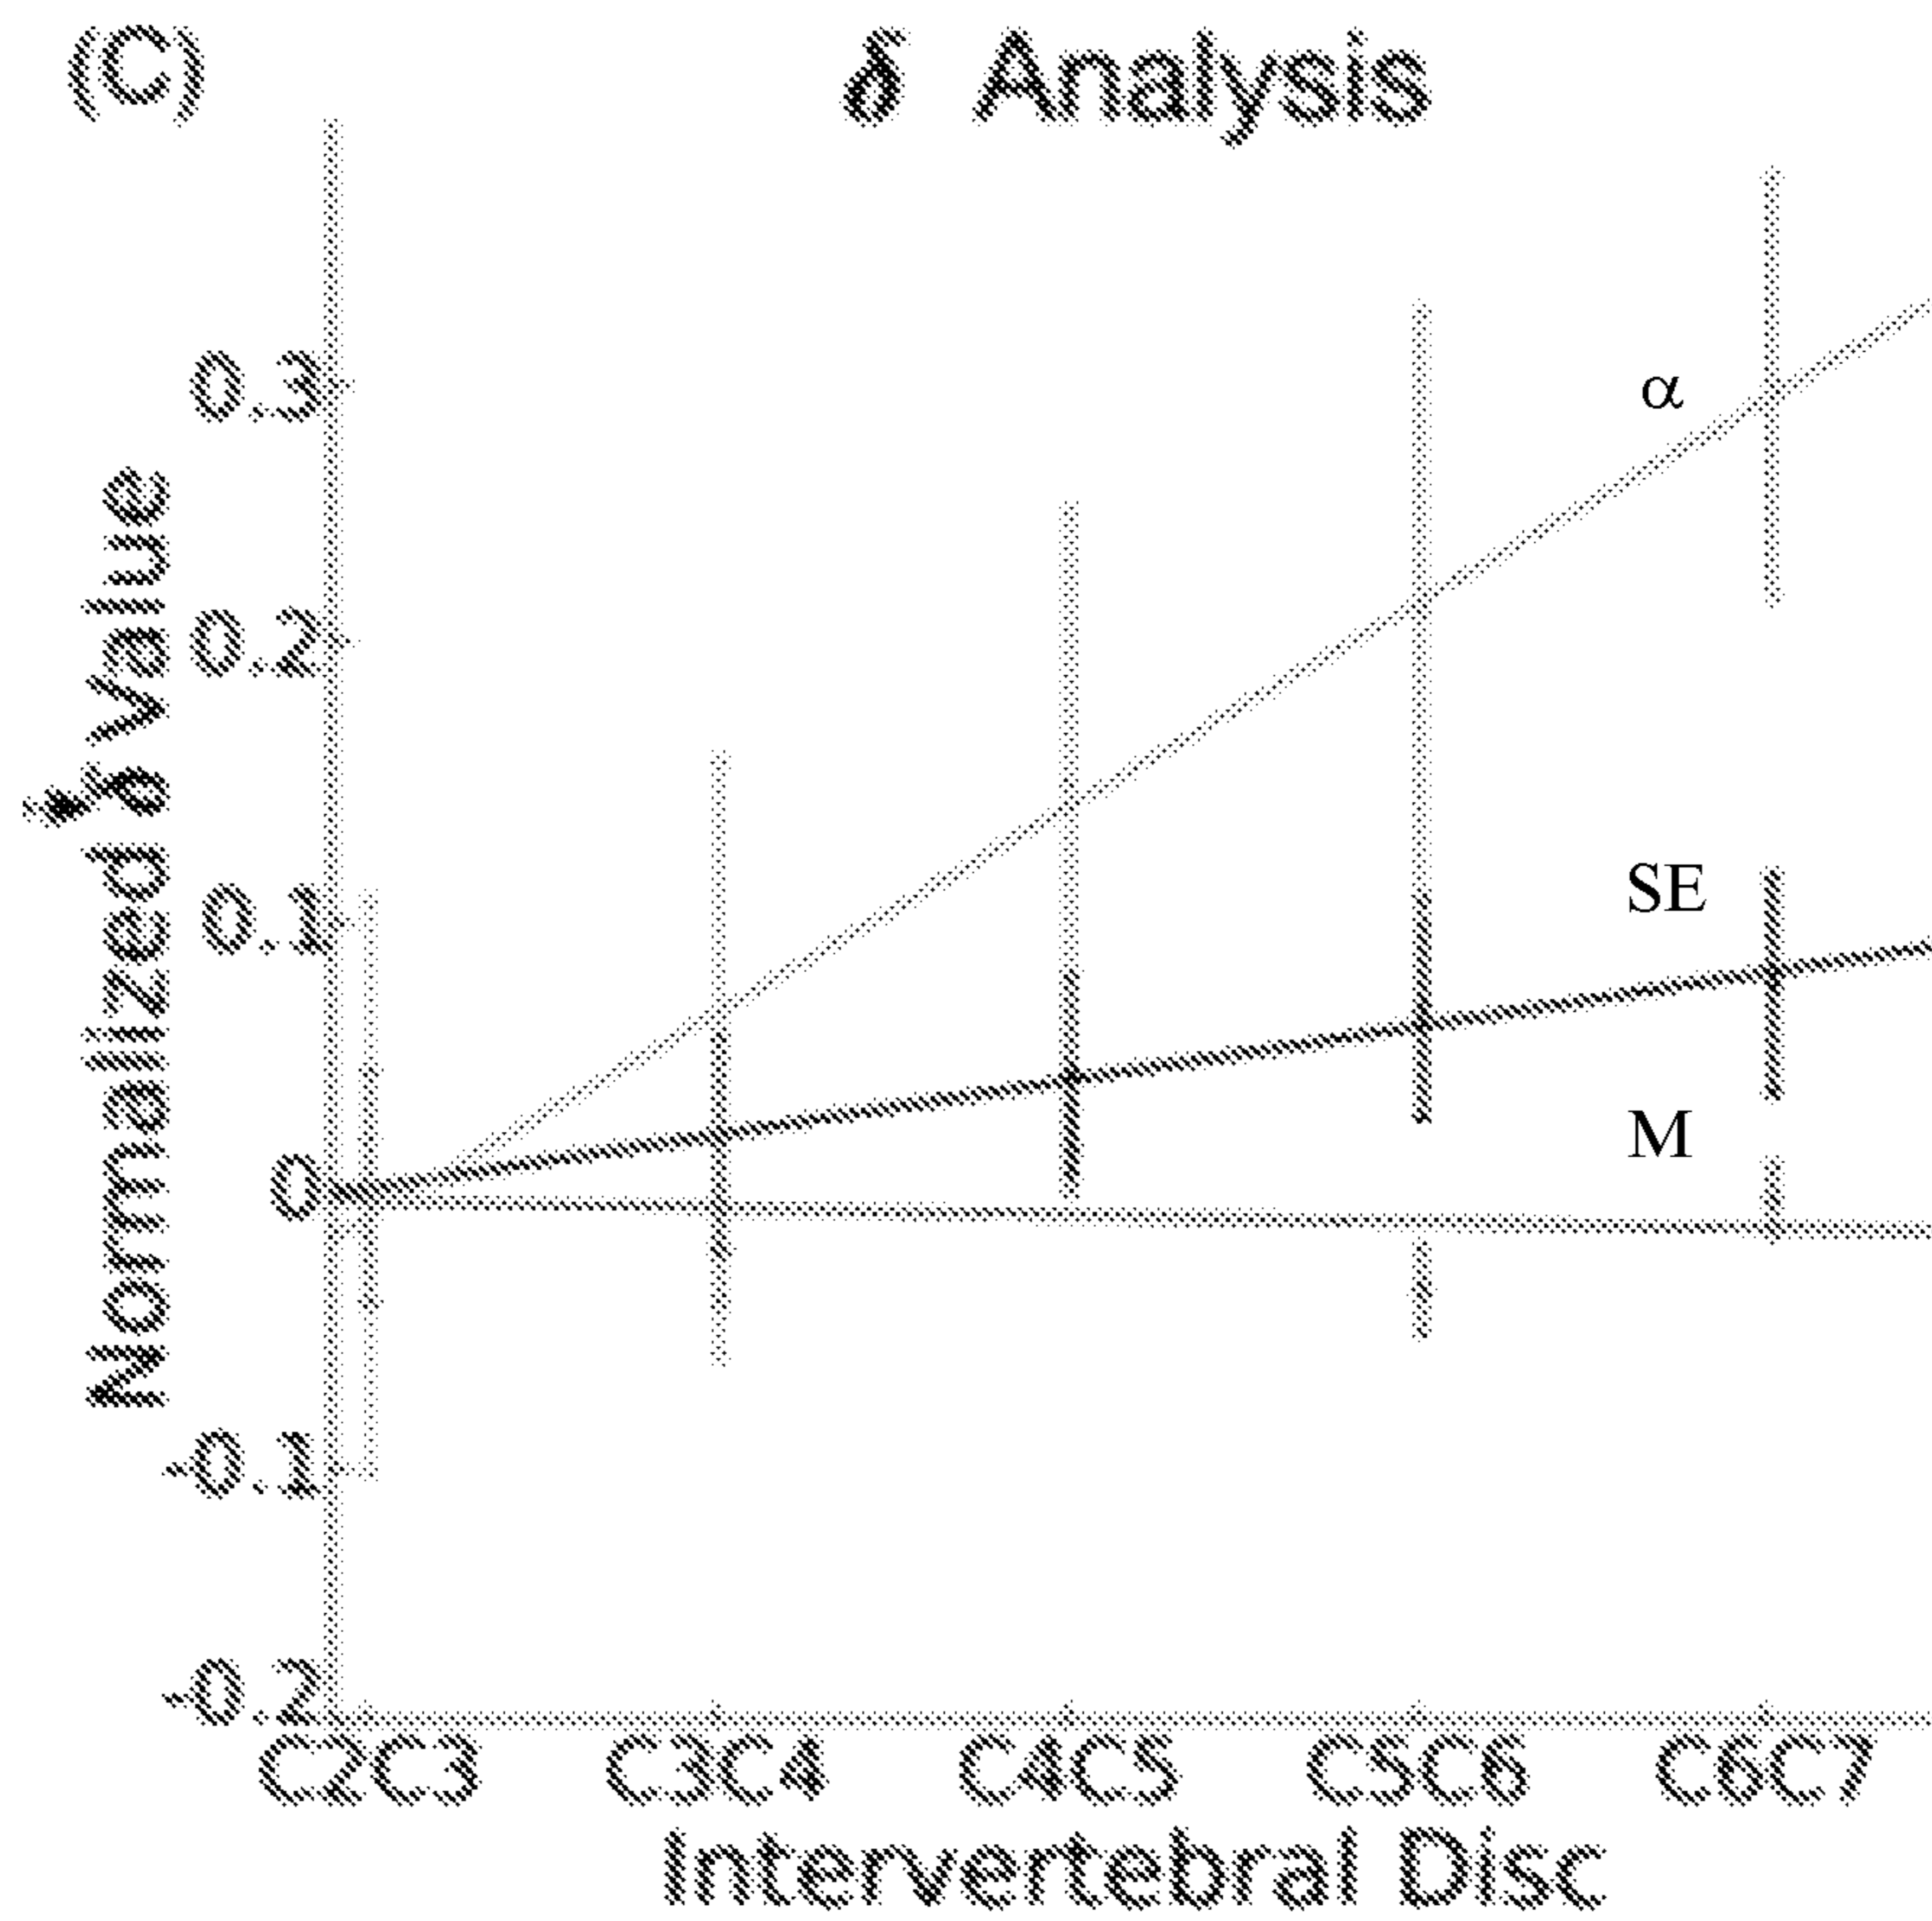 (C)
δ Analysis
Normalized δ Value
0.3
0.2
0.1
0
-0.1
-0.2
α
SE
M
C2C3 C3C4 C4C5 C5C6 C6C7
Intervertebral Disc